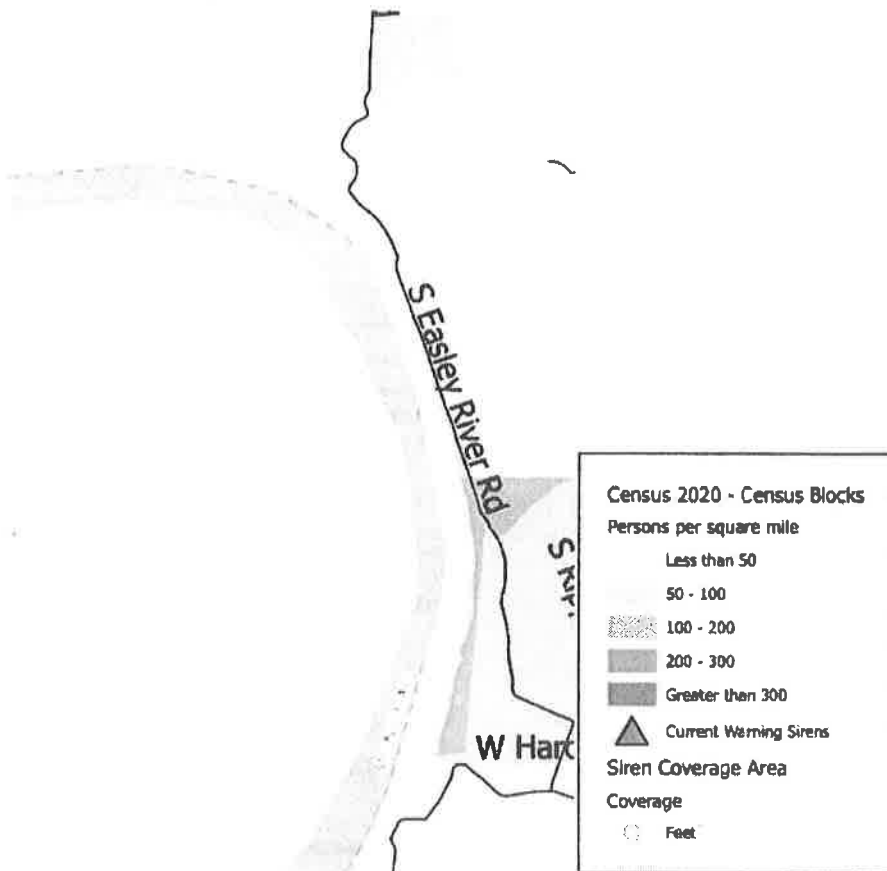 S Easley River Rd
W Hard
Census 2020 - Census Blocks
Persons per square mile
Less than 50
50 - 100
100 - 200
200 - 300
Greater than 300
Current Warning Sirens
Siren Coverage Area
Coverage
Feet